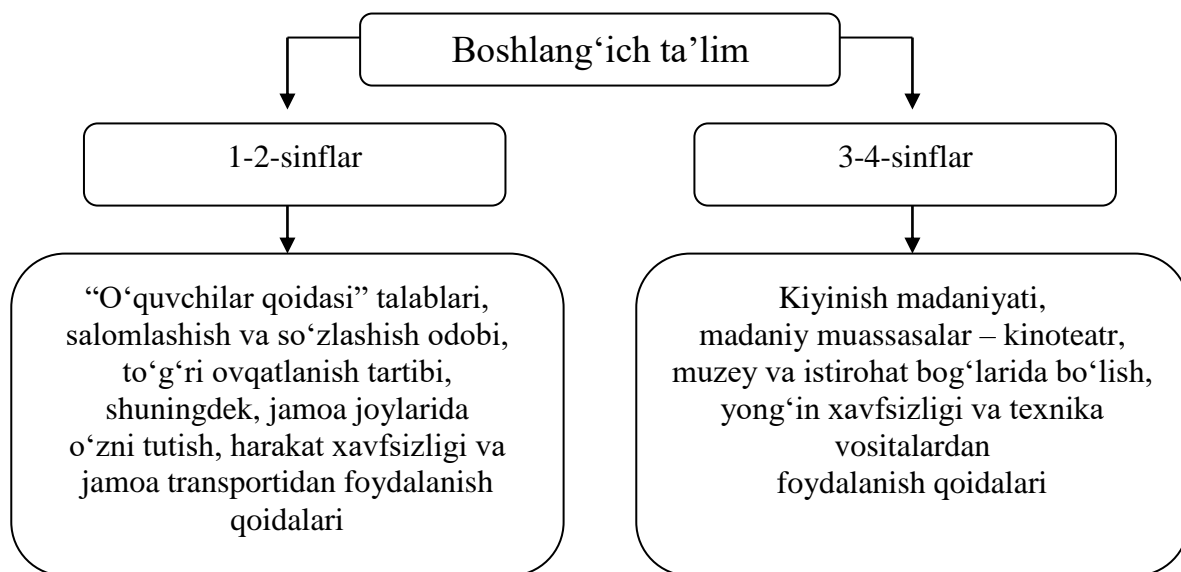 Boshlang‘ich ta’lim
1-2-sinflar
3-4-sinflar
“O‘quvchilar qoidasi” talablari,
salomlashish va so‘zlashish odobi,
to‘g‘ri ovqatlanish tartibi,
shuningdek, jamoa joylarida
o‘zni tutish, harakat xavfsizligi va
jamoa transportidan foydalanish
qoidalari
Kiyinish madaniyati,
madaniy muassasalar – kinoteatr,
muzey va istirohat bog‘larida bo‘lish,
yong‘in xavfsizligi va texnika
vositalardan
foydalanish qoidalari